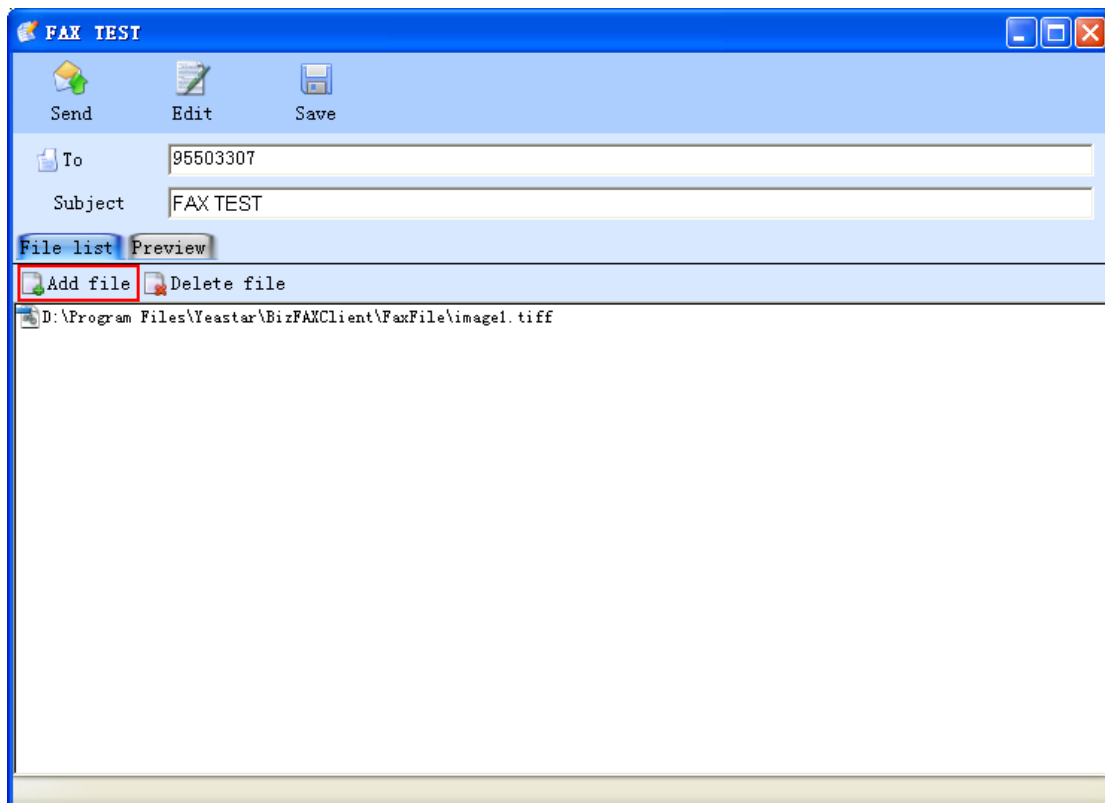 FAX TEST
Send Edit Save
To 95503307
Subject FAX TEST
File list Preview
Add file Delete file
D:\Program Files\Yeastar\BizFAXClient\FaxFile\image1.tiff